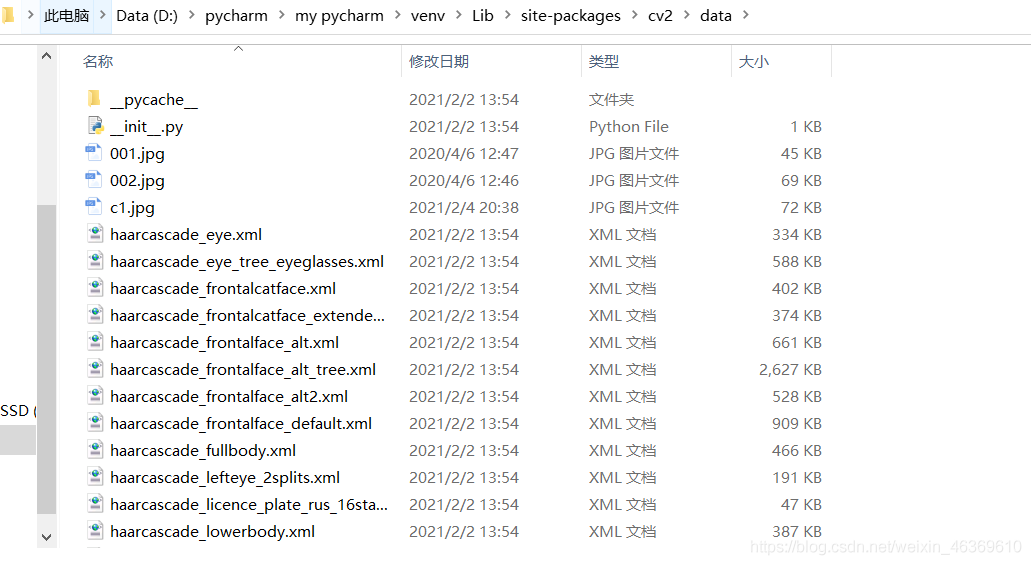 此电脑 Data (D:) pycharm my pycharm venv Lib site-packages cv2 data
名称 修改日期 类型 大小
__pycache__ 2021/2/2 13:54 文件夹
__init__.py 2021/2/2 13:54 Python File 1 KB
001.jpg 2020/4/6 12:47 JPG 图片文件 45 KB
002.jpg 2020/4/6 12:46 JPG 图片文件 69 KB
c1.jpg 2021/2/4 20:38 JPG 图片文件 72 KB
haarcascade_eye.xml 2021/2/2 13:54 XML 文档 334 KB
haarcascade_eye_tree_eyeglasses.xml 2021/2/2 13:54 XML 文档 588 KB
haarcascade_frontalcatface.xml 2021/2/2 13:54 XML 文档 402 KB
haarcascade_frontalcatface_extende... 2021/2/2 13:54 XML 文档 374 KB
haarcascade_frontalface_alt.xml 2021/2/2 13:54 XML 文档 661 KB
haarcascade_frontalface_alt_tree.xml 2021/2/2 13:54 XML 文档 2,627 KB
haarcascade_frontalface_alt2.xml 2021/2/2 13:54 XML 文档 528 KB
SSD (
haarcascade_frontalface_default.xml 2021/2/2 13:54 XML 文档 909 KB
haarcascade_fullbody.xml 2021/2/2 13:54 XML 文档 466 KB
haarcascade_lefteye_2splits.xml 2021/2/2 13:54 XML 文档 191 KB
haarcascade_licence_plate_rus_16sta... 2021/2/2 13:54 XML 文档 47 KB
haarcascade_lowerbody.xml 2021/2/2 13:54 XML 文档 387 KB
https://blog.csdn.net/weixin_46369610